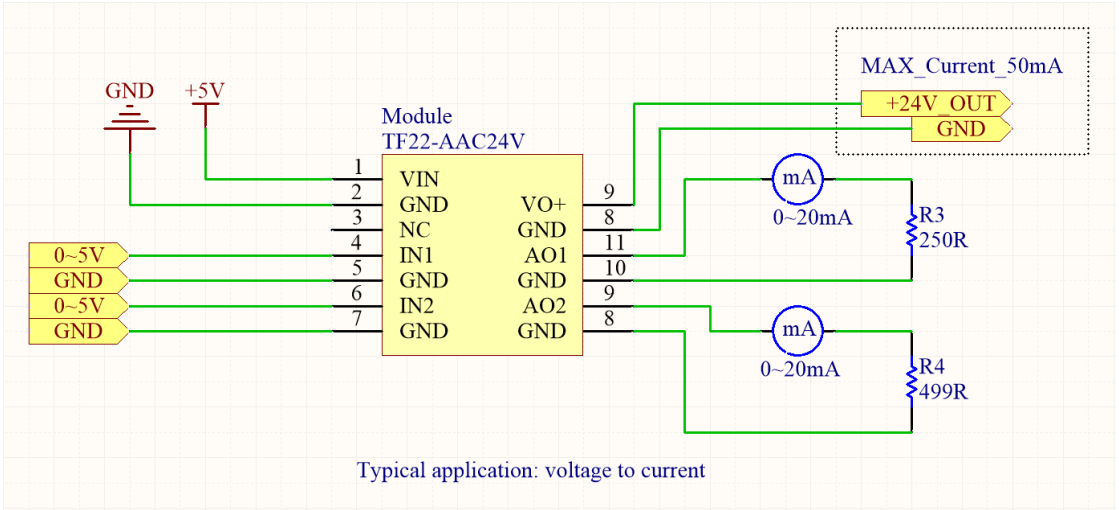 MAX_Current_50mA
GND
+5V
+24V_OUT
GND
Module
TF22-AAC24V
1
VIN
2
GND
3
NC
4
IN1
5
GND
6
IN2
7
GND
0~5V
GND
0~5V
GND
VO+
9
GND
8
AO1
11
GND
10
AO2
9
GND
8
mA
0~20mA
R3
250R
mA
0~20mA
R4
499R
Typical application: voltage to current